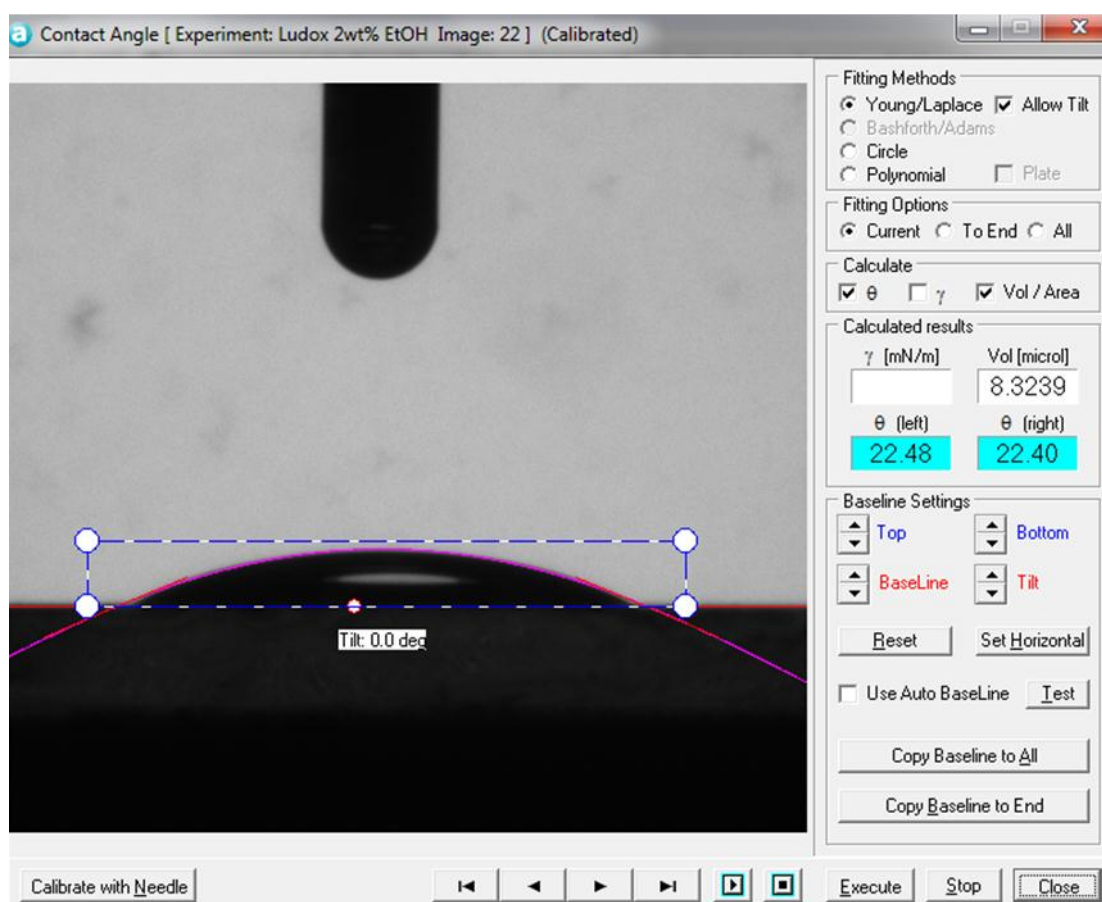 a Contact Angle [ Experiment: Ludox 2wt% EtOH Image: 22 ] (Calibrated)
Fitting Methods
Young/Laplace Allow Tilt
Bashforth/Adams
Circle
Polynomial Plate
Fitting Options
Current To End All
Calculate
θ γ Vol / Area
Calculated results
γ [mN/m] Vol [microl]
8.3239
θ (left) θ (right)
22.48 22.40
Baseline Settings
Top Bottom
BaseLine Tilt
Tilt: 0.0 deg
Reset Set Horizontal
Use Auto BaseLine Test
Copy Baseline to All
Copy Baseline to End
Calibrate with Needle Execute Stop Close